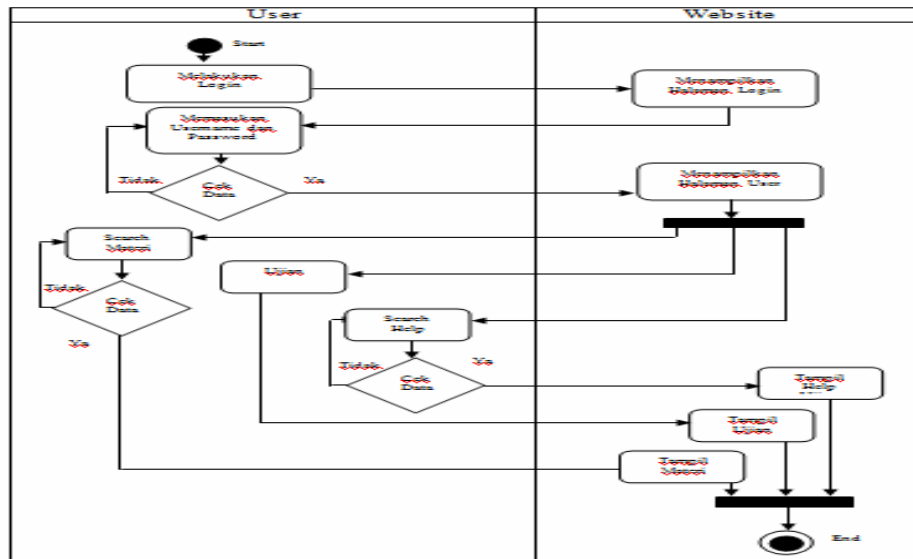 User
Website
Start
Melakukan
Login
Menampilkan
Halaman Login
Memasukan
Username dan
Password
Tidak
Cek
Data
Ya
Menampilkan
Halaman User
Search
Materi
Ujian
Tidak
Cek
Data
Search
Help
Ya
Tidak
Ya
Cek
Data
Tampil
Help
Tampil
Ujian
Tampil
Materi
End